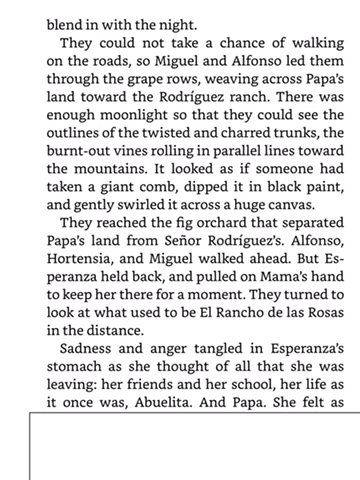 blend in with the night.
They could not take a chance of walking
on the roads, so Miguel and Alfonso led them
through the grape rows, weaving across Papa's
land toward the Rodríguez ranch. There was
enough moonlight so that they could see the
outlines of the twisted and charred trunks, the
burnt-out vines rolling in parallel lines toward
the mountains. It looked as if someone had
taken a giant comb, dipped it in black paint,
and gently swirled it across a huge canvas.
They reached the fig orchard that separated
Papa's land from Señor Rodríguez's. Alfonso,
Hortensia, and Miguel walked ahead. But Es-
peranza held back, and pulled on Mama's hand
to keep her there for a moment. They turned to
look at what used to be El Rancho de las Rosas
in the distance.
Sadness and anger tangled in Esperanza's
stomach as she thought of all that she was
leaving: her friends and her school, her life as
it once was, Abuelita. And Papa. She felt as